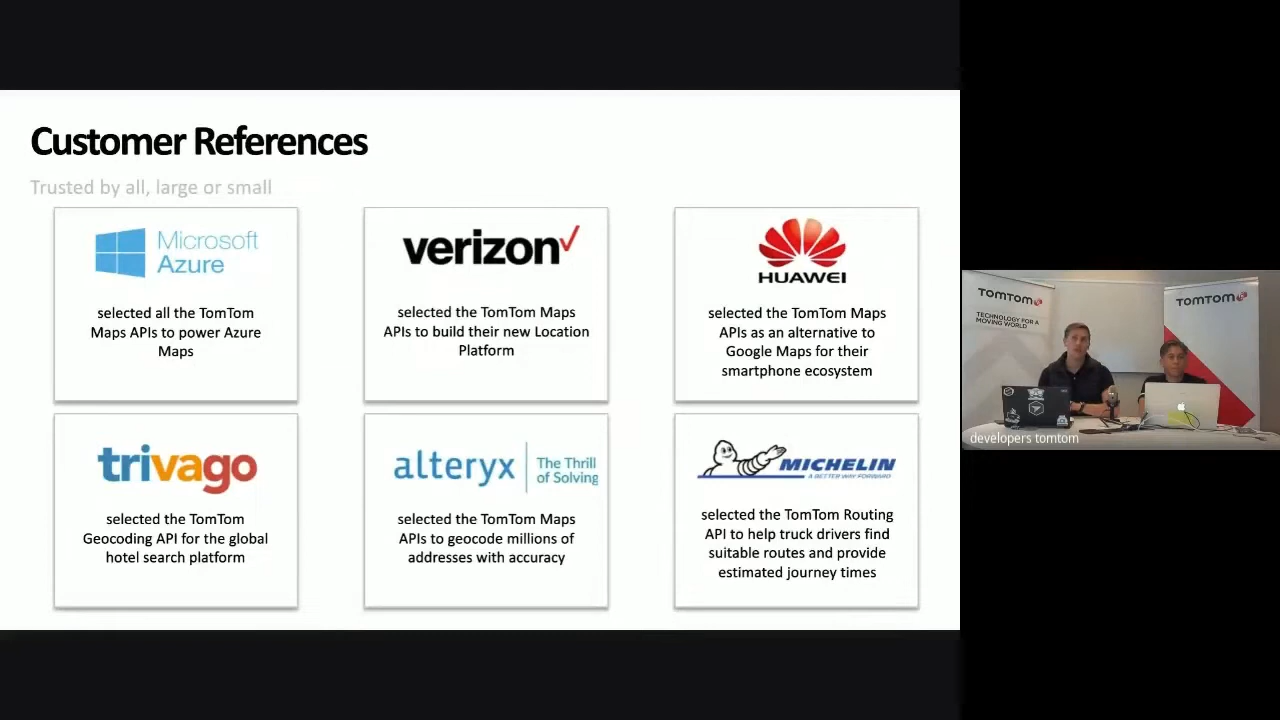 Customer References
Trusted by all, large or small
Microsoft
Azure
selected all the TomTom
Maps APIs to power Azure
Maps
verizon
selected the TomTom Maps
APIs to build their new Location
Platform
HUAWEI
selected the TomTom Maps
APIs as an alternative to
Google Maps for their
smartphone ecosystem
trivago
selected the TomTom
Geocoding API for the global
hotel search platform
alteryx
The Thrill
of Solving
selected the TomTom Maps
APIs to geocode millions of
addresses with accuracy
MICHELIN
A BETTER WAY FORWARD
selected the TomTom Routing
API to help truck drivers find
suitable routes and provide
estimated journey times
TOMTOM
TECHNOLOGY FOR A
MOVING WORLD
TOMTOM
developers tomtom